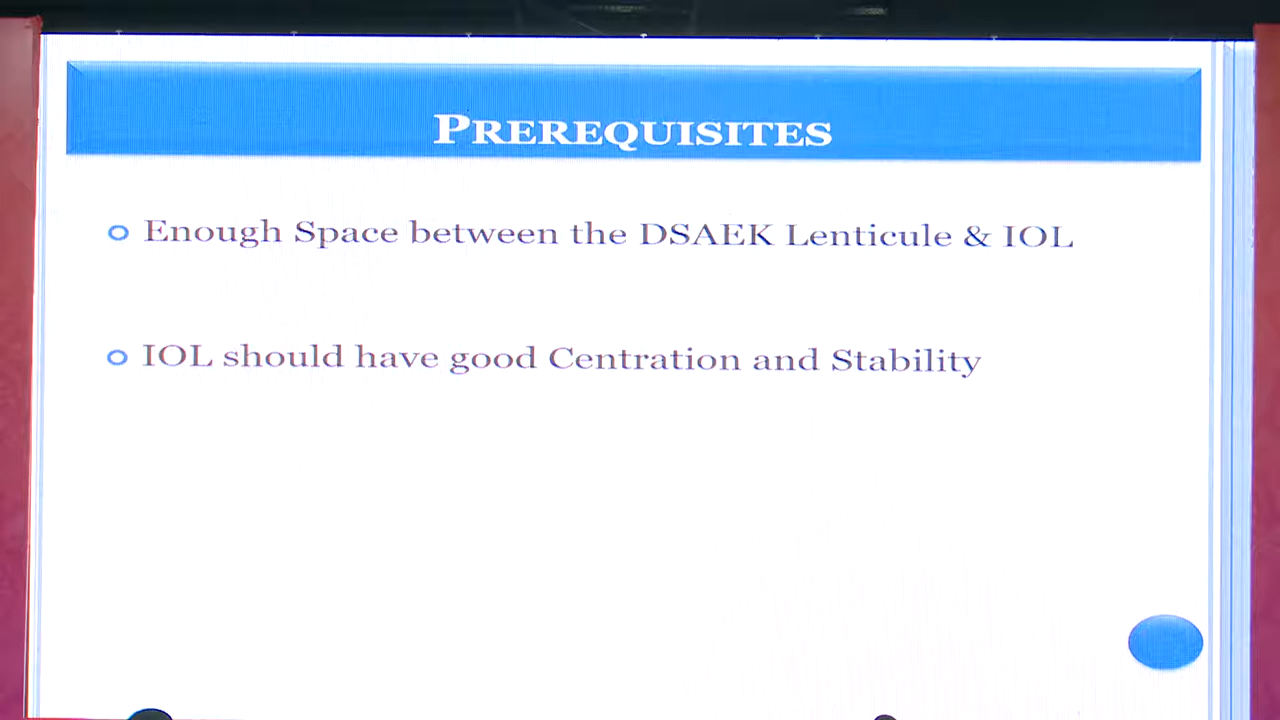 PREREQUISITES
Enough Space between the DSAEK Lenticule & IOL
IOL should have good Centration and Stability